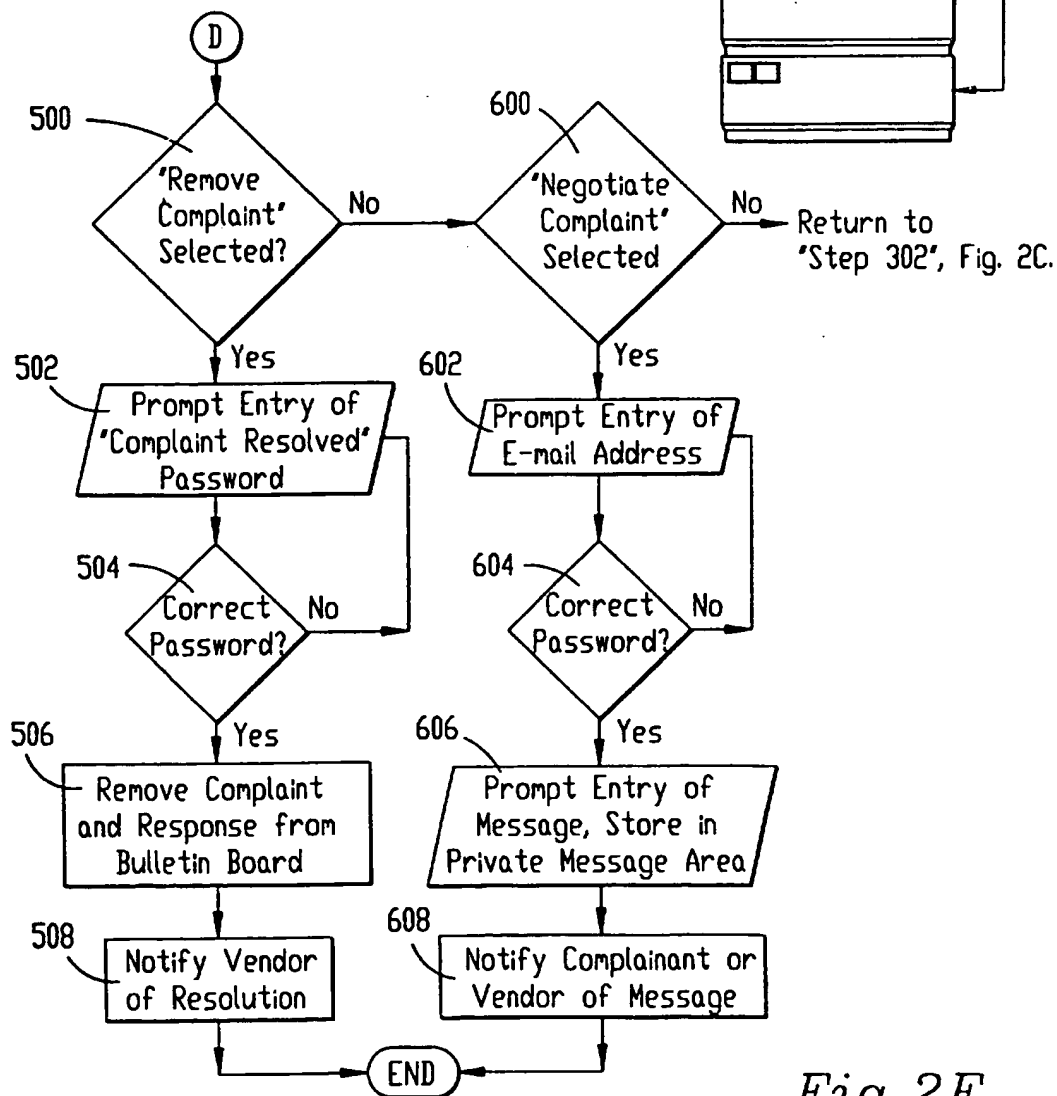 D
500
"Remove
Complaint"
Selected?
No
600
"Negotiate
Complaint"
Selected
No
Return to
"Step 302", Fig. 2C.
Yes
Yes
502
Prompt Entry of
"Complaint Resolved"
Password
602
Prompt Entry of
E-mail Address
504
Correct
Password?
No
604
Correct
Password?
No
Yes
Yes
506
Remove Complaint
and Response from
Bulletin Board
606
Prompt Entry of
Message, Store in
Private Message Area
508
Notify Vendor
of Resolution
608
Notify Complainant or
Vendor of Message
END